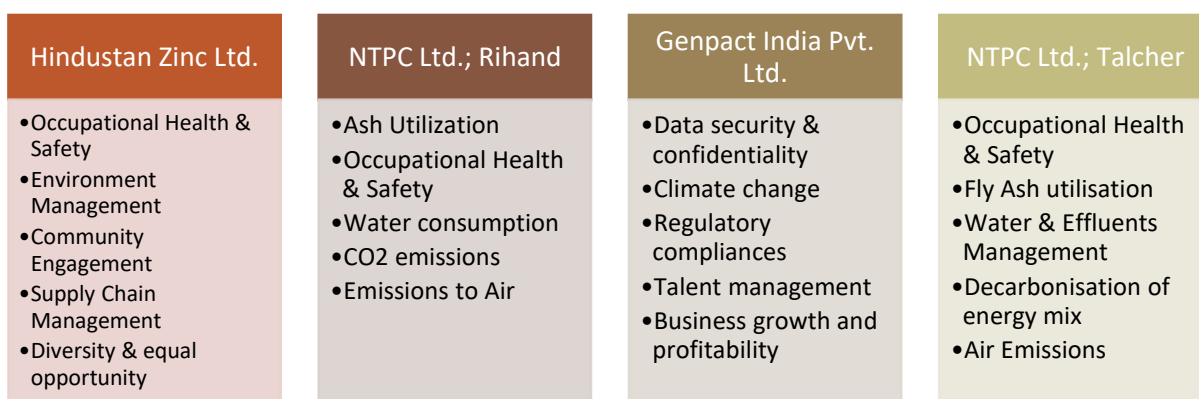 Hindustan Zinc Ltd.
•Occupational Health &
Safety
•Environment
Management
•Community
Engagement
•Supply Chain
Management
•Diversity & equal
opportunity
NTPC Ltd.; Rihand
•Ash Utilization
•Occupational Health
& Safety
•Water consumption
•CO2 emissions
•Emissions to Air
Genpact India Pvt.
Ltd.
•Data security &
confidentiality
•Climate change
•Regulatory
compliances
•Talent management
•Business growth and
profitability
NTPC Ltd.; Talcher
•Occupational Health
& Safety
•Fly Ash utilisation
•Water & Effluents
Management
•Decarbonisation of
energy mix
•Air Emissions